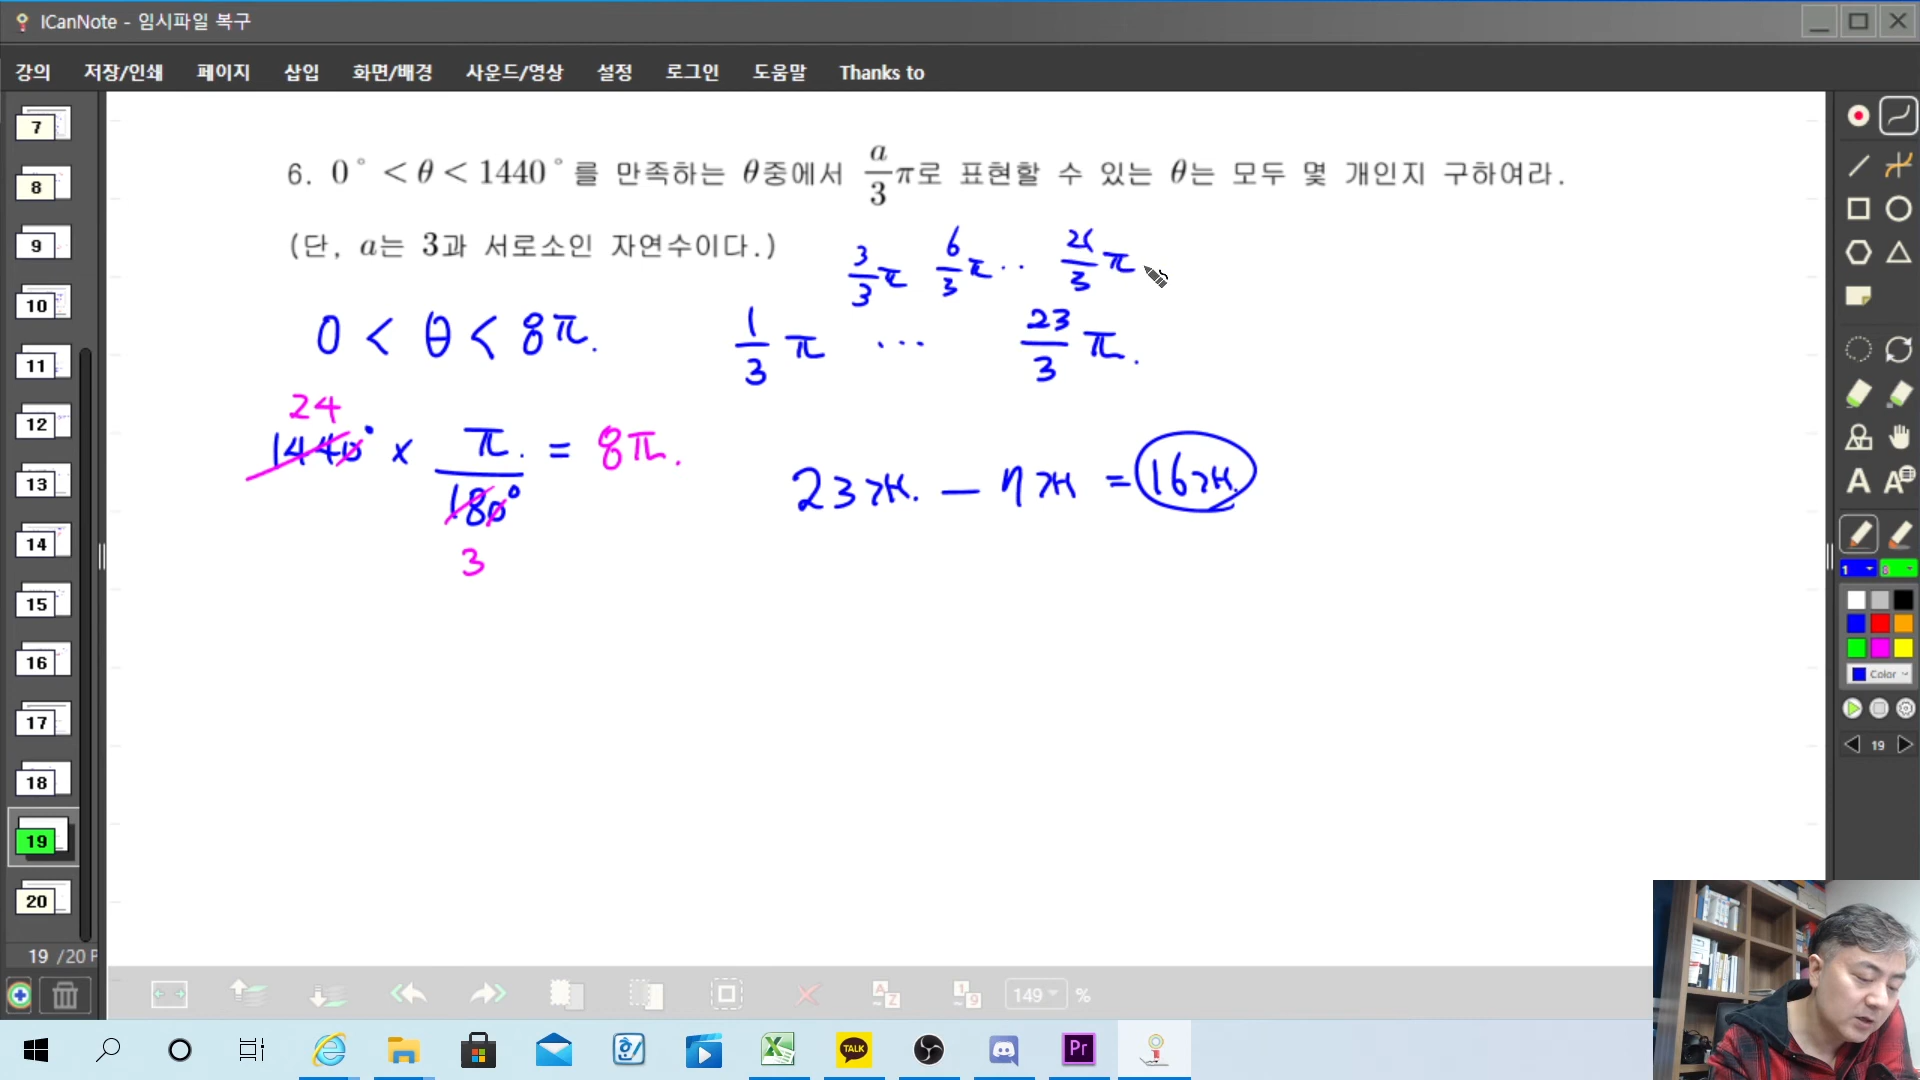 ICanNote - 임시파일 복구
강의 저장/인쇄 페이지 삽입 화면/배경 사운드/영상 설정 로그인 도움말 Thanks to
7
8
9
10
11
12
13
14
15
16
17
18
19
20
19 /20 P
6. 0° < θ < 1440°를 만족하는 θ중에서 a/3 π로 표현할 수 있는 θ는 모두 몇 개인지 구하여라.
(단, a는 3과 서로소인 자연수이다.)
3/3 π 6/3 π ·· 21/3 π
0 < θ < 8π. 1/3 π ··· 23/3 π.
24
1440° × π./180° = 8π.
3
23개. - 7개 = 16개.
A A
1 8
Color
19
A Z 1 9 149 %
TALK Pr